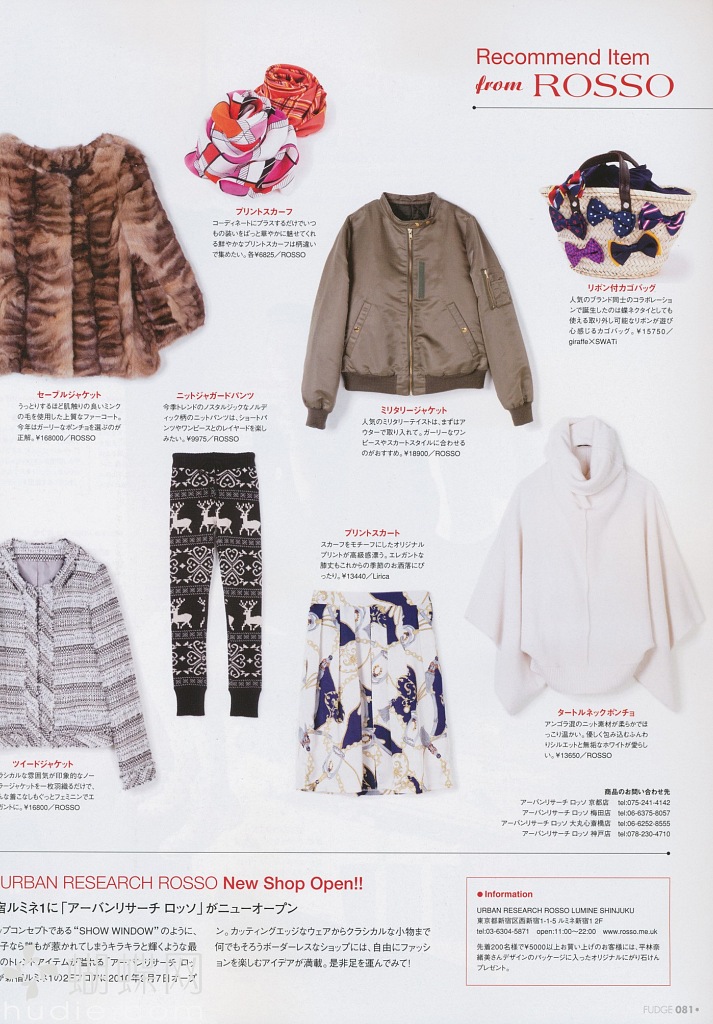 Recommend Item
from ROSSO
プリントスカーフ
コーディネートにプラスするだけでいつ
もの装いをぱっと華やかに魅せてくれ
る鮮やかなプリントスカーフは柄違い
で集めたい。各¥6825／ROSSO
リボン付カゴバッグ
人気のブランド同士のコラボレーショ
ンで誕生したのは蝶ネクタイとしても
使える取り外し可能なリボンが遊び
心感じるカゴバッグ。¥15750／
giraffe×SWATi
セーブルジャケット
うっとりするほど肌触りの良いミンク
の毛を使用した上質なファーコート。
今年はガーリーなポンチョを選ぶのが
正解。¥168000／ROSSO
ニットジャガードパンツ
今季トレンドのノスタルジックなノルデ
ィック柄のニットパンツは、ショートパ
ンツやワンピースとのレイヤードを楽し
みたい。¥9975／ROSSO
ミリタリージャケット
人気のミリタリーテイストは、まずはア
ウターで取り入れて。ガーリーなワン
ピースやスカートスタイルに合わせる
のがおすすめ。¥18900／ROSSO
プリントスカート
スカーフをモチーフにしたオリジナル
プリントが高級感漂う。エレガントな
膝丈もこれからの季節のお洒落にぴ
ったり。¥13440／Lirica
タートルネックポンチョ
アンゴラ混のニット素材が柔らかでほ
っこり温かい。優しく包み込むふんわ
りシルエットと無垢なホワイトが愛らし
い。¥13650／ROSSO
ツイードジャケット
ラシカルな雰囲気が印象的なノー
ラージャケットを一枚羽織るだけで、
んな着こなしもぐっとフェミニンでエ
ガントに。¥16800／ROSSO
商品のお問い合わせ先
アーバンリサーチ ロッソ 京都店 tel:075-241-4142
アーバンリサーチ ロッソ 梅田店 tel:06-6375-8057
アーバンリサーチ ロッソ 大丸心斎橋店 tel:06-6252-8555
アーバンリサーチ ロッソ 神戸店 tel:078-230-4710
URBAN RESEARCH ROSSO New Shop Open!!
宿ルミネ1に「アーバンリサーチ ロッソ」がニューオープン
ップコンセプトである“SHOW WINDOW”のように、
子なら誰もが惹かれてしまうキラキラと輝くような最
のトレンドアイテムが溢れる「アーバンリサーチ ロッ
が新宿ルミネ1の2Fフロアに2010年9月7日オープ
ン。カッティングエッジなウェアからクラシカルな小物まで
何でもそろうボーダーレスなショップには、自由にファッシ
ョンを楽しむアイデアが満載。是非足を運んでみて！
●Information
URBAN RESEARCH ROSSO LUMINE SHINJUKU
東京都新宿区西新宿1-1-5 ルミネ新宿1 2F
tel:03-6304-5871 open:11:00〜22:00 www.rosso.me.uk
先着200名様で¥5000以上お買い上げのお客様には、平林奈
緒美さんデザインのパッケージに入ったオリジナルにがり石けん
プレゼント。
FUDGE 081